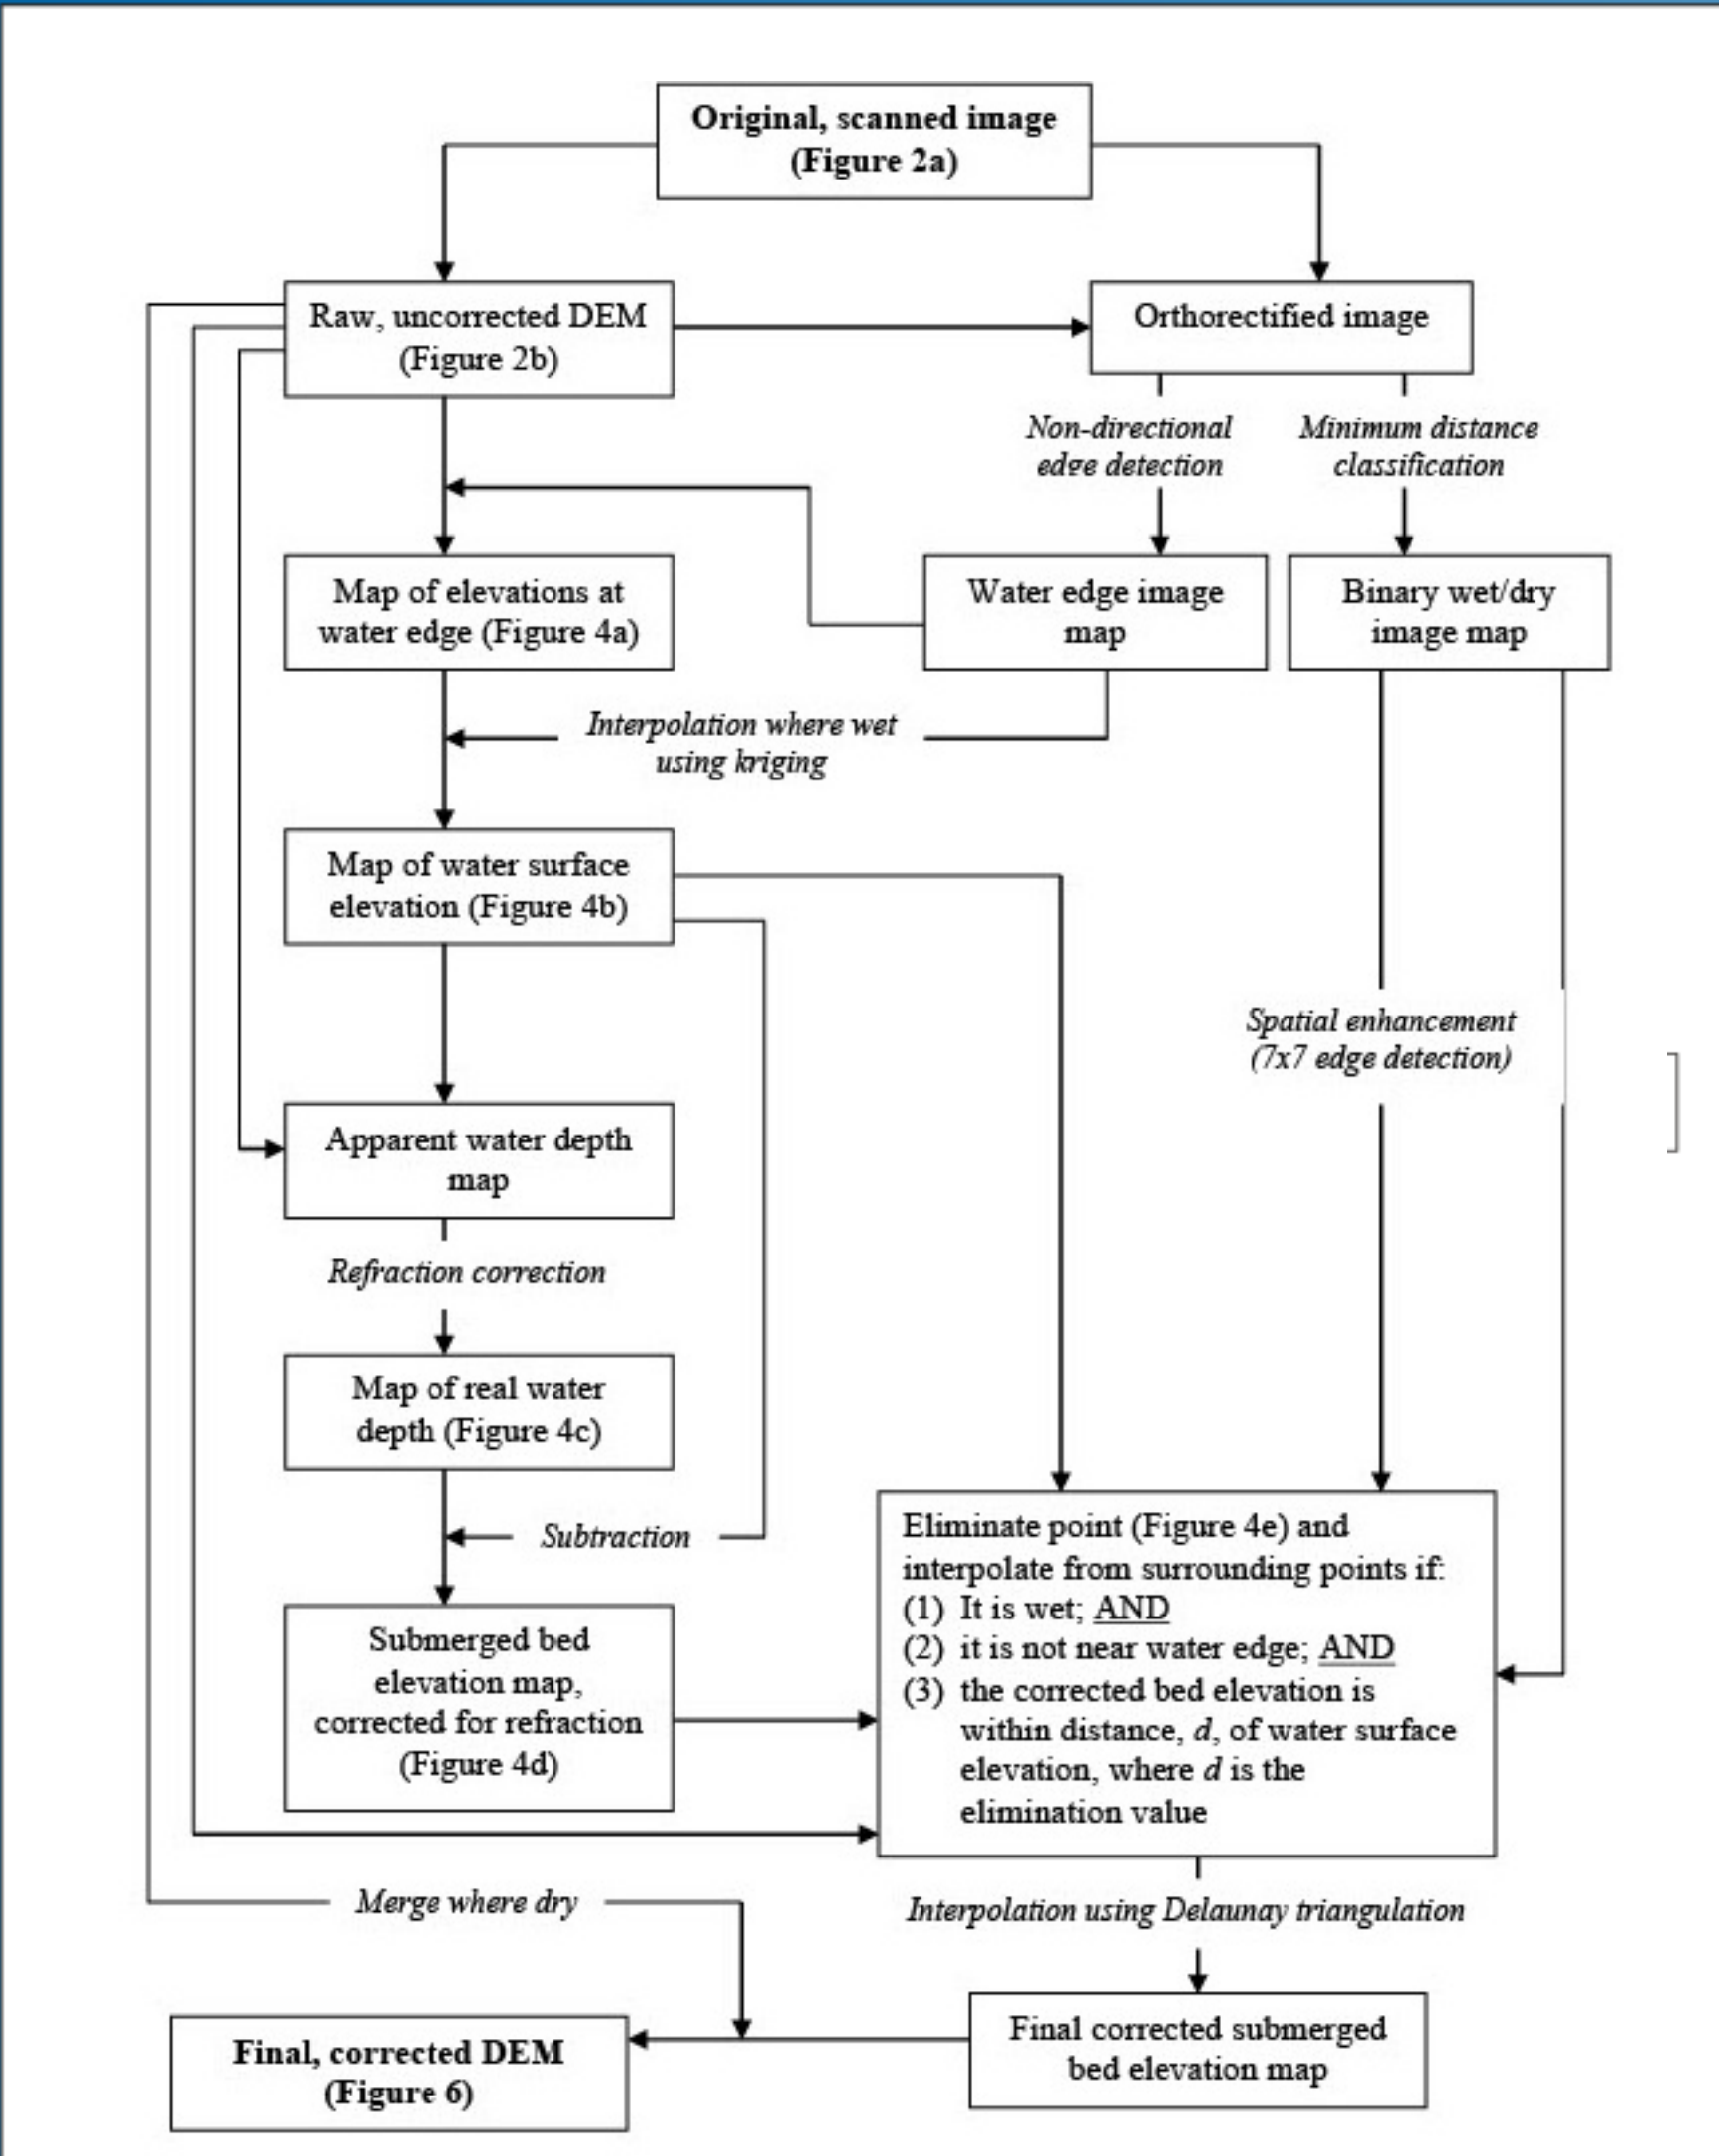 Original, scanned image
(Figure 2a)
Raw, uncorrected DEM
(Figure 2b)
Orthorectified image
Non-directional
edge detection
Minimum distance
classification
Map of elevations at
water edge (Figure 4a)
Water edge image
map
Binary wet/dry
image map
Interpolation where wet
using kriging
Map of water surface
elevation (Figure 4b)
Spatial enhancement
(7x7 edge detection)
Apparent water depth
map
Refraction correction
Map of real water
depth (Figure 4c)
Subtraction
Submerged bed
elevation map,
corrected for refraction
(Figure 4d)
Eliminate point (Figure 4e) and
interpolate from surrounding points if:
(1) It is wet; AND
(2) it is not near water edge; AND
(3) the corrected bed elevation is
within distance, d, of water surface
elevation, where d is the
elimination value
Merge where dry
Interpolation using Delaunay triangulation
Final, corrected DEM
(Figure 6)
Final corrected submerged
bed elevation map